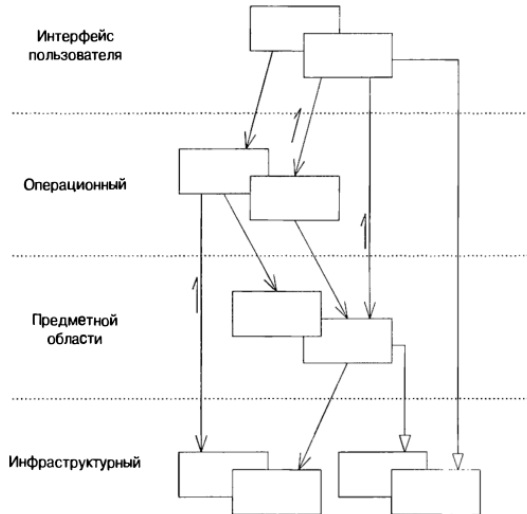 Интерфейс
пользователя
Операционный
Предметной
области
Инфраструктурный